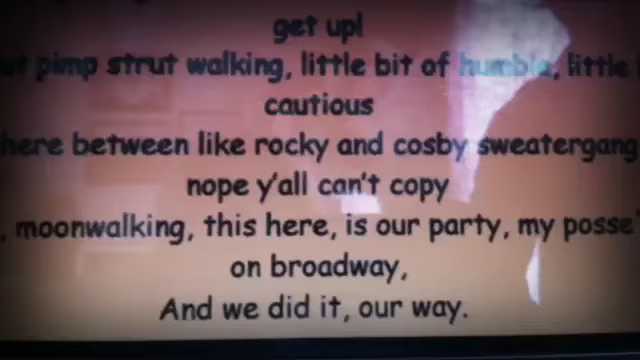 get up!
pimp strut walking, little bit of humble, little
cautious
here between like rocky and cosby sweatergang
nope y'all can't copy
, moonwalking, this here, is our party, my posse
on broadway,
And we did it, our way.